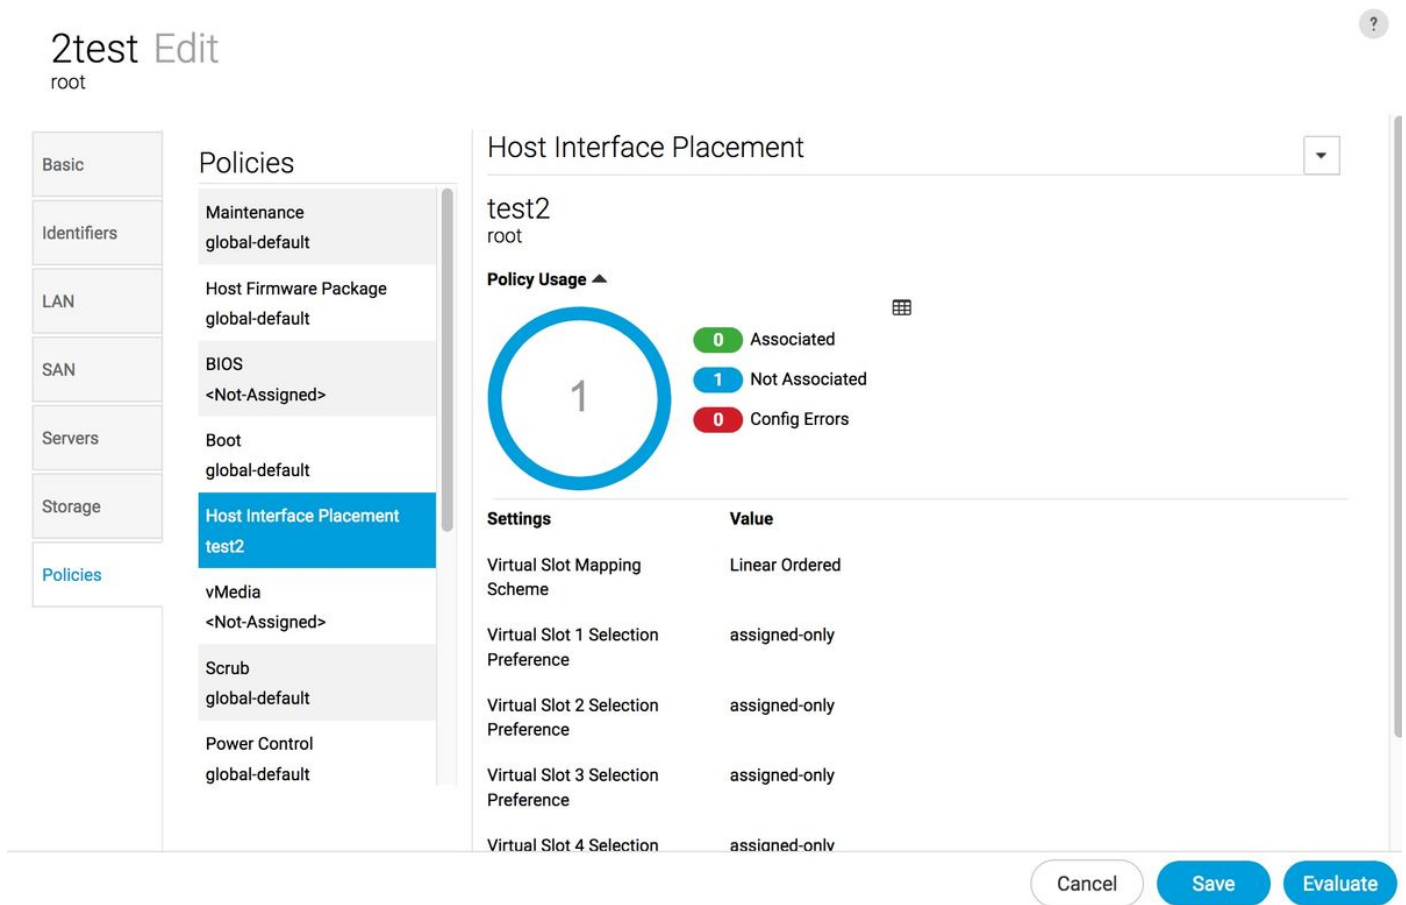 ?
2test Edit
root
Basic
Identifiers
LAN
SAN
Servers
Storage
Policies
Policies
Maintenance
global-default
Host Firmware Package
global-default
BIOS
<Not-Assigned>
Boot
global-default
Host Interface Placement
test2
vMedia
<Not-Assigned>
Scrub
global-default
Power Control
global-default
Host Interface Placement
test2
root
Policy Usage
1
0 Associated
1 Not Associated
0 Config Errors
Settings Value
Virtual Slot Mapping Linear Ordered
Scheme
Virtual Slot 1 Selection assigned-only
Preference
Virtual Slot 2 Selection assigned-only
Preference
Virtual Slot 3 Selection assigned-only
Preference
Virtual Slot 4 Selection assigned-only
Cancel Save Evaluate